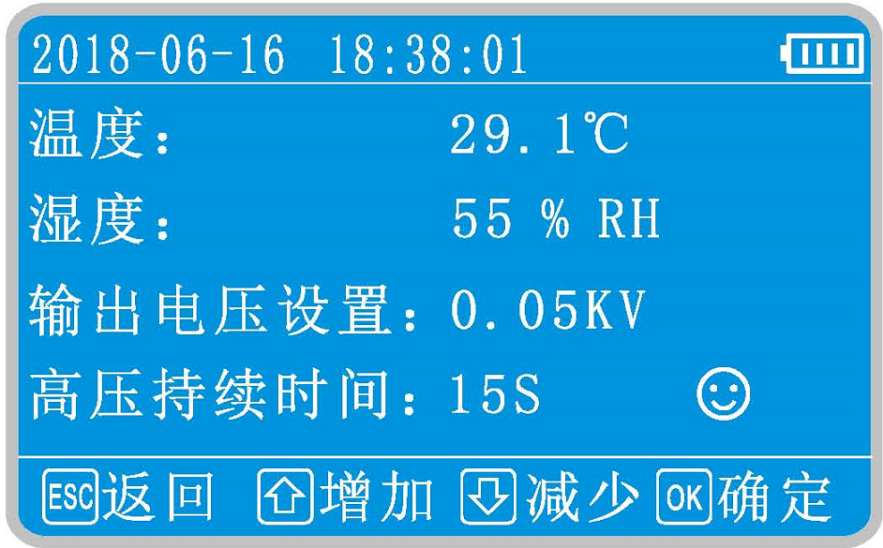 2018-06-16 18:38:01
温度： 29.1℃
湿度： 55 % RH
输出电压设置：0.05KV
高压持续时间：15S
ESC返回 增加 减少 OK确定